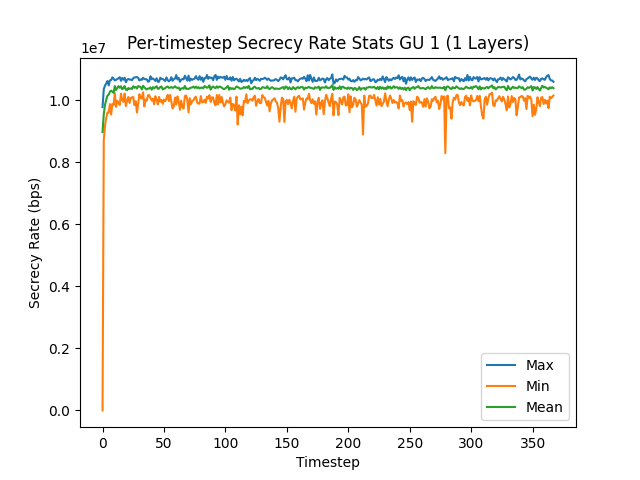 Per-timestep Secrecy Rate Stats GU 1 (1 Layers)
1e7
1.0
0.8
0.6
0.4
0.2
0.0
Secrecy Rate (bps)
0 50 100 150 200 250 300 350
Timestep
Max
Min
Mean